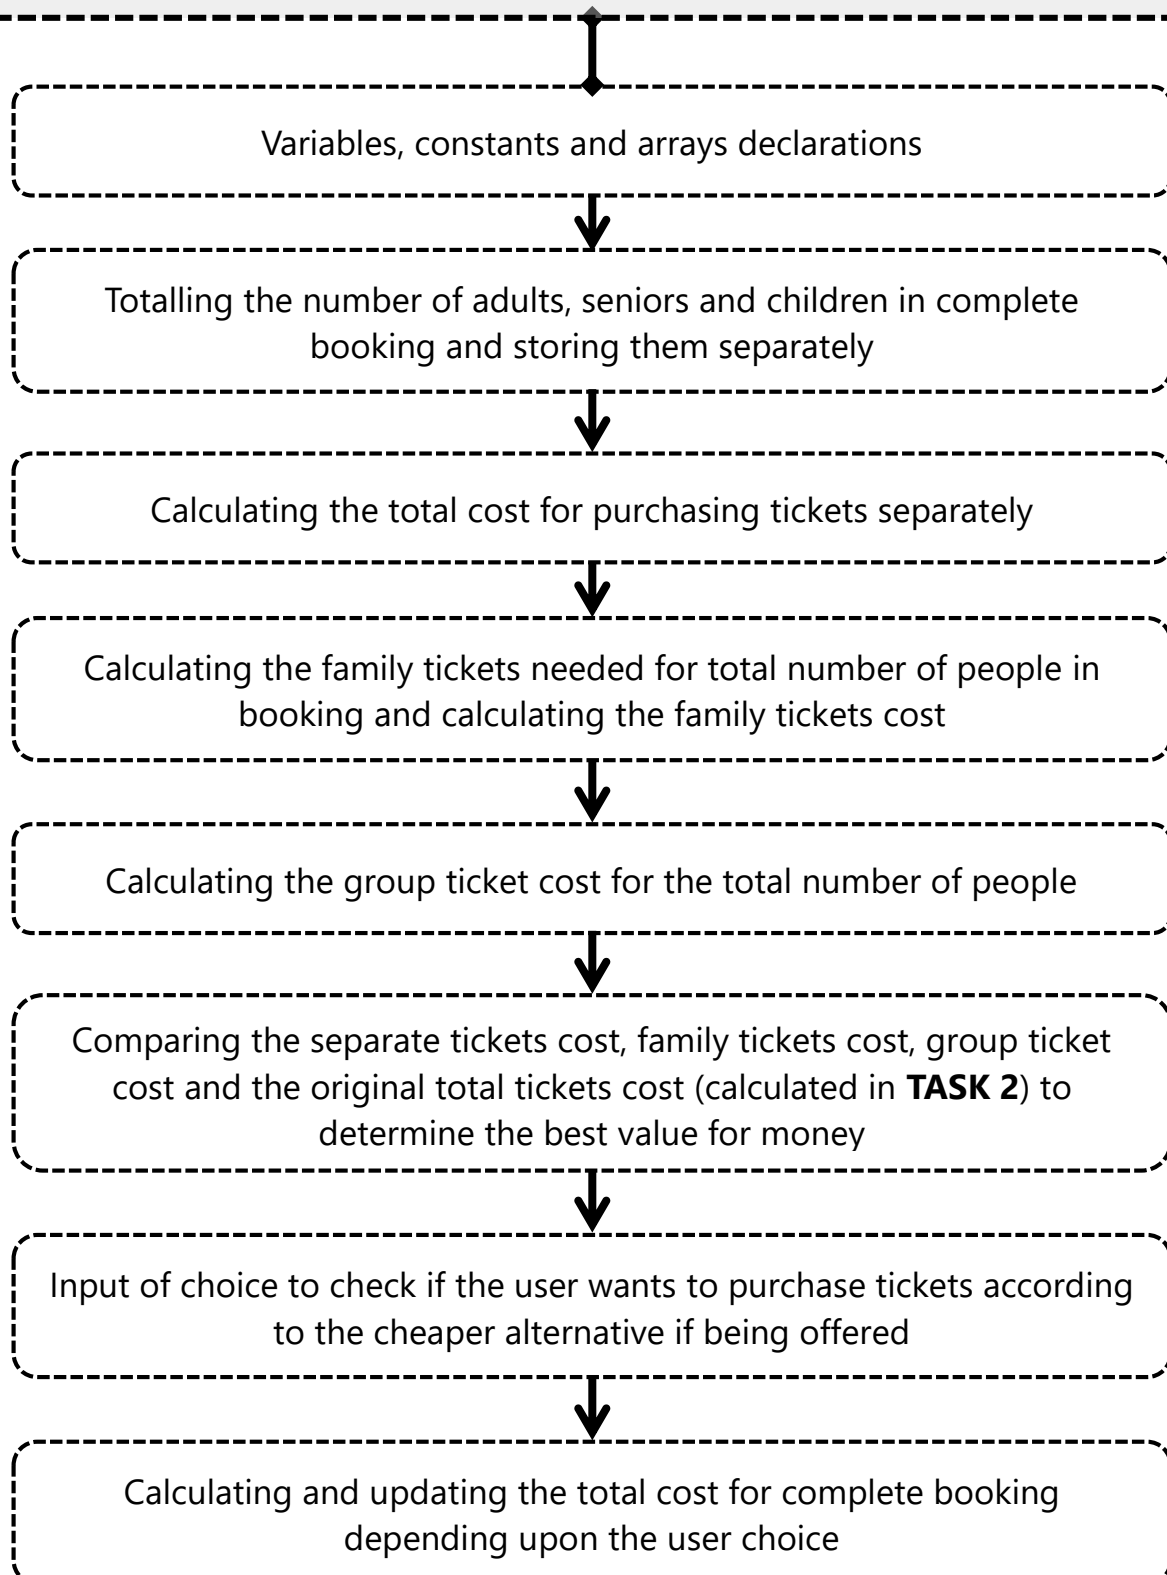 Variables, constants and arrays declarations
Totalling the number of adults, seniors and children in complete
booking and storing them separately
Calculating the total cost for purchasing tickets separately
Calculating the family tickets needed for total number of people in
booking and calculating the family tickets cost
Calculating the group ticket cost for the total number of people
Comparing the separate tickets cost, family tickets cost, group ticket
cost and the original total tickets cost (calculated in TASK 2) to
determine the best value for money
Input of choice to check if the user wants to purchase tickets according
to the cheaper alternative if being offered
Calculating and updating the total cost for complete booking
depending upon the user choice